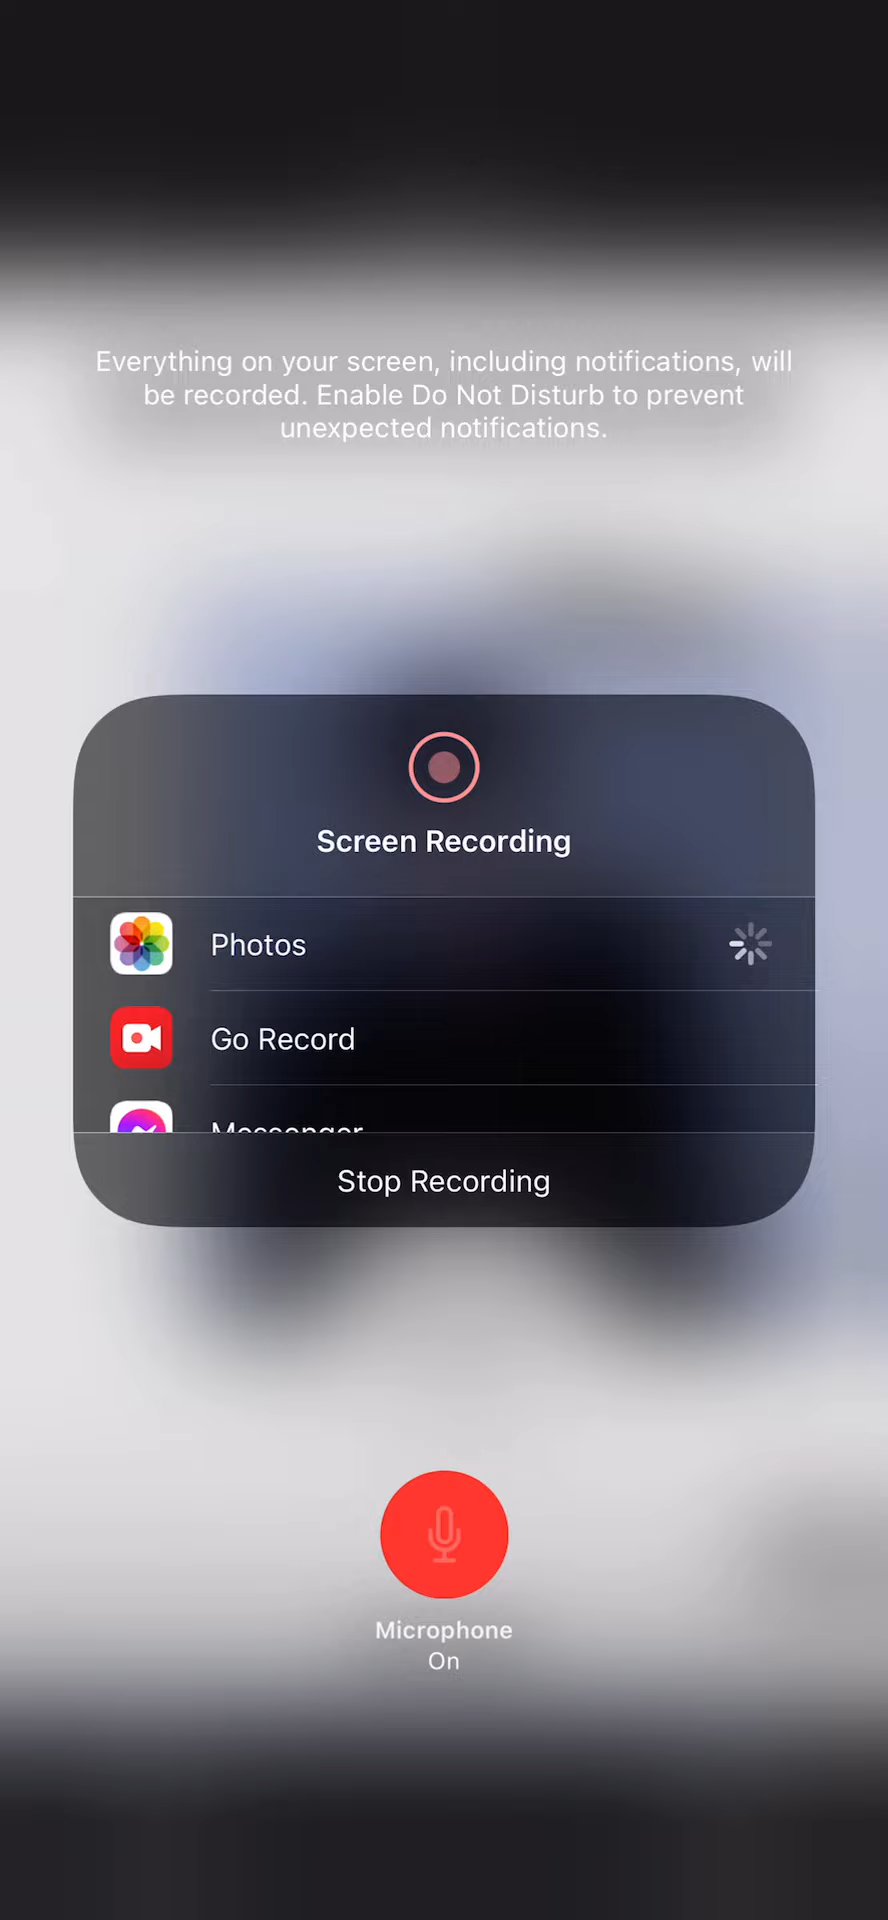 Everything on your screen, including notifications, will
be recorded. Enable Do Not Disturb to prevent
unexpected notifications.
Screen Recording
Photos
Go Record
Messenger
Stop Recording
Microphone
On